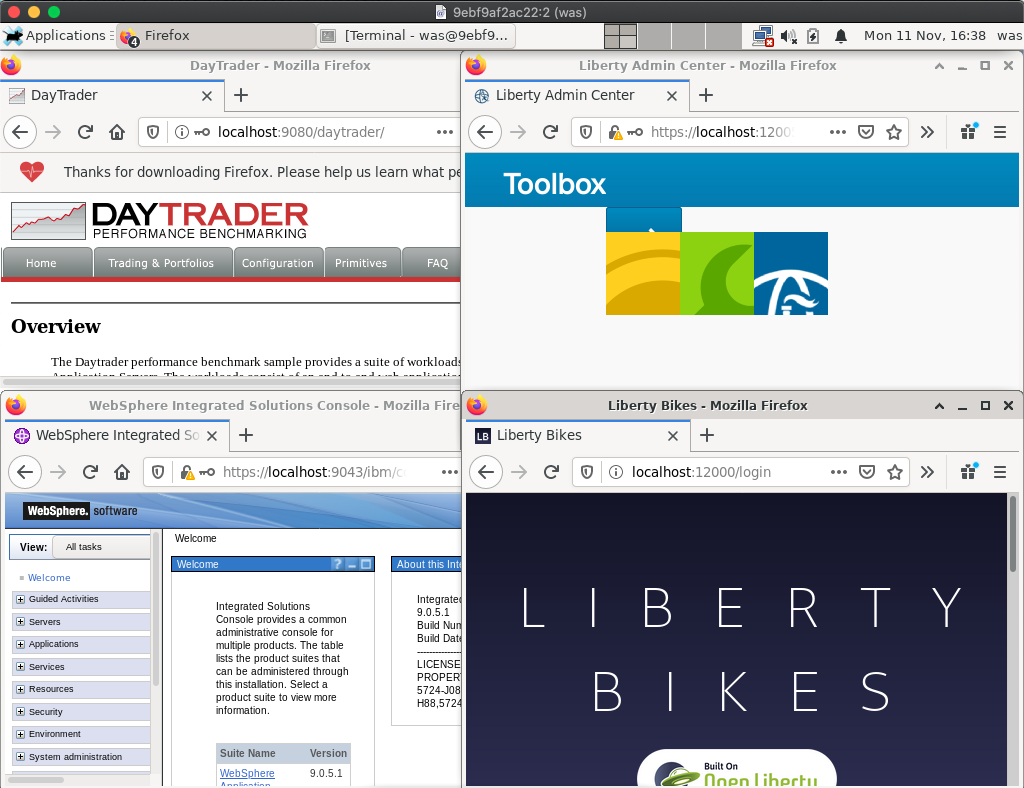 9ebf9af2ac22:2 (was)
Applications
4 Firefox
[Terminal - was@9ebf9...
Mon 11 Nov, 16:38 was
DayTrader - Mozilla Firefox
DayTrader
localhost:9080/daytrader/
Thanks for downloading Firefox. Please help us learn what
DAYTRADER
PERFORMANCE BENCHMARKING
Home Trading & Portfolios Configuration Primitives FAQ
Overview
The Daytrader performance benchmark sample provides a suite of workloads
Liberty Admin Center - Mozilla Firefox
Liberty Admin Center
https://localhost:1200
Toolbox
WebSphere Integrated Solutions Console - Mozilla Fire
WebSphere Integrated So
https://localhost:9043/ibm/
WebSphere. software
View: All tasks
Welcome
Guided Activities
Servers
Applications
Services
Resources
Security
Environment
System administration
Welcome
Welcome
Integrated Solutions
Console provides a common
administrative console for
multiple products. The table
lists the product suites that
can be administered through
this installation. Select a
product suite to view more
information.
Suite Name Version
WebSphere 9.0.5.1
Application
About this Int
Integrated
9.0.5.1
Build Num
Build Date
LICENSE
PROPER
5724-J08
H88,5724
Liberty Bikes - Mozilla Firefox
LB Liberty Bikes
localhost:12000/login
LIBERTY
BIKES
Built On
Open Liberty